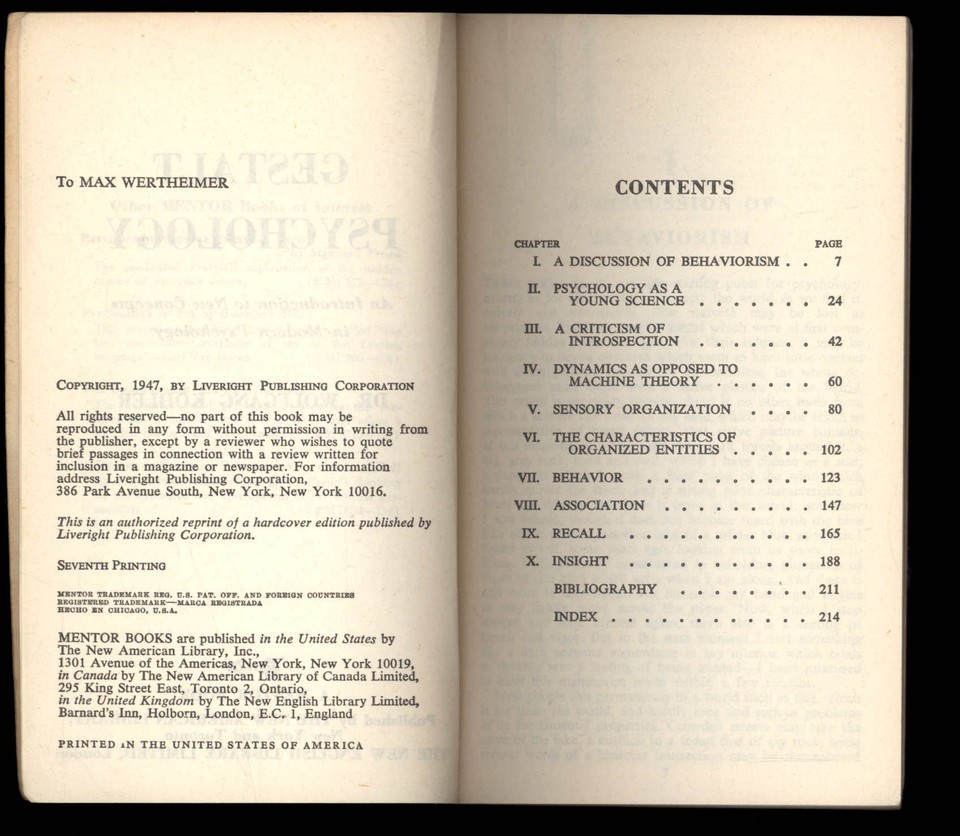 To MAX WERTHEIMER
COPYRIGHT, 1947, BY LIVERIGHT PUBLISHING CORPORATION
All rights reserved—no part of this book may be
reproduced in any form without permission in writing from
the publisher, except by a reviewer who wishes to quote
brief passages in connection with a review written for
inclusion in a magazine or newspaper. For information
address Liveright Publishing Corporation,
386 Park Avenue South, New York, New York 10016.
This is an authorized reprint of a hardcover edition published by
Liveright Publishing Corporation.
SEVENTH PRINTING
MENTOR TRADEMARK REG. U.S. PAT. OFF. AND FOREIGN COUNTRIES
REGISTERED TRADEMARK—MARCA REGISTRADA
HECHO EN CHICAGO, U.S.A.
MENTOR BOOKS are published in the United States by
The New American Library, Inc.,
1301 Avenue of the Americas, New York, New York 10019,
in Canada by The New American Library of Canada Limited,
295 King Street East, Toronto 2, Ontario,
in the United Kingdom by The New English Library Limited,
Barnard's Inn, Holborn, London, E.C. 1, England
PRINTED IN THE UNITED STATES OF AMERICA
CONTENTS
CHAPTER PAGE
I. A DISCUSSION OF BEHAVIORISM . . 7
II. PSYCHOLOGY AS A
YOUNG SCIENCE . . . . . . . 24
III. A CRITICISM OF
INTROSPECTION . . . . . . . 42
IV. DYNAMICS AS OPPOSED TO
MACHINE THEORY . . . . . . 60
V. SENSORY ORGANIZATION . . . . 80
VI. THE CHARACTERISTICS OF
ORGANIZED ENTITIES . . . . . 102
VII. BEHAVIOR . . . . . . . . . . 123
VIII. ASSOCIATION . . . . . . . . . 147
IX. RECALL . . . . . . . . . . . 165
X. INSIGHT . . . . . . . . . . . 188
BIBLIOGRAPHY . . . . . . . . 211
INDEX . . . . . . . . . . . . 214